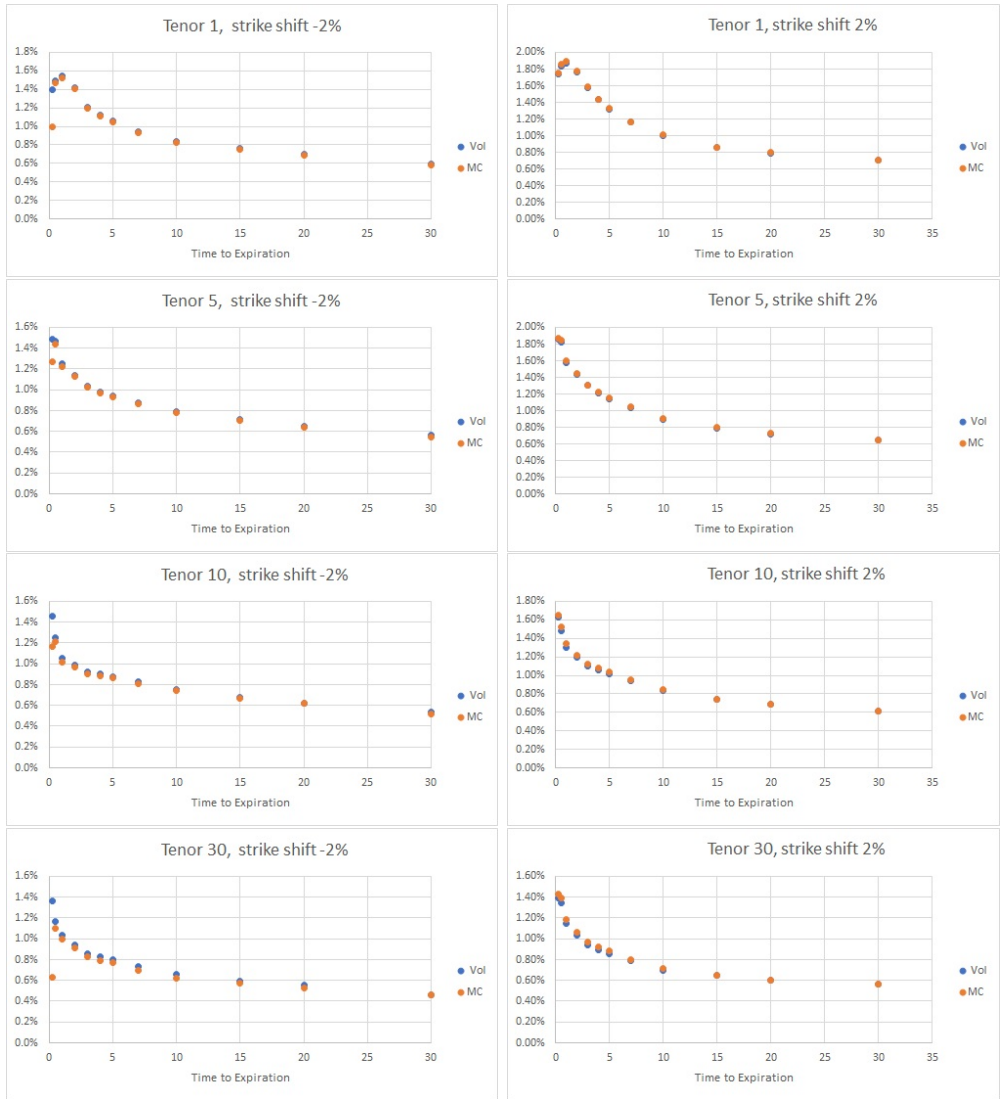 Tenor 1,  strike shift -2%
1.8%
1.6%
1.4%
1.2%
1.0%
0.8%
0.6%
0.4%
0.2%
0.0%
0 5 10 15 20 25 30
Time to Expiration
Vol
MC
Tenor 1, strike shift 2%
2.00%
1.80%
1.60%
1.40%
1.20%
1.00%
0.80%
0.60%
0.40%
0.20%
0.00%
0 5 10 15 20 25 30 35
Time to Expiration
Vol
MC
Tenor 5,  strike shift -2%
1.6%
1.4%
1.2%
1.0%
0.8%
0.6%
0.4%
0.2%
0.0%
0 5 10 15 20 25 30
Time to Expiration
Vol
MC
Tenor 5, strike shift 2%
2.00%
1.80%
1.60%
1.40%
1.20%
1.00%
0.80%
0.60%
0.40%
0.20%
0.00%
0 5 10 15 20 25 30 35
Time to Expiration
Vol
MC
Tenor 10,  strike shift -2%
1.6%
1.4%
1.2%
1.0%
0.8%
0.6%
0.4%
0.2%
0.0%
0 5 10 15 20 25 30
Time to Expiration
Vol
MC
Tenor 10, strike shift 2%
1.80%
1.60%
1.40%
1.20%
1.00%
0.80%
0.60%
0.40%
0.20%
0.00%
0 5 10 15 20 25 30 35
Time to Expiration
Vol
MC
Tenor 30,  strike shift -2%
1.6%
1.4%
1.2%
1.0%
0.8%
0.6%
0.4%
0.2%
0.0%
0 5 10 15 20 25 30
Time to Expiration
Vol
MC
Tenor 30, strike shift 2%
1.60%
1.40%
1.20%
1.00%
0.80%
0.60%
0.40%
0.20%
0.00%
0 5 10 15 20 25 30 35
Time to Expiration
Vol
MC